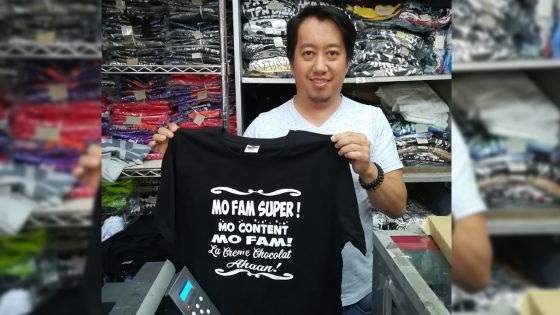 MO FAM SUPER !
MO CONTENT
MO FAM!
La Creme Chocolat
Ahaan!